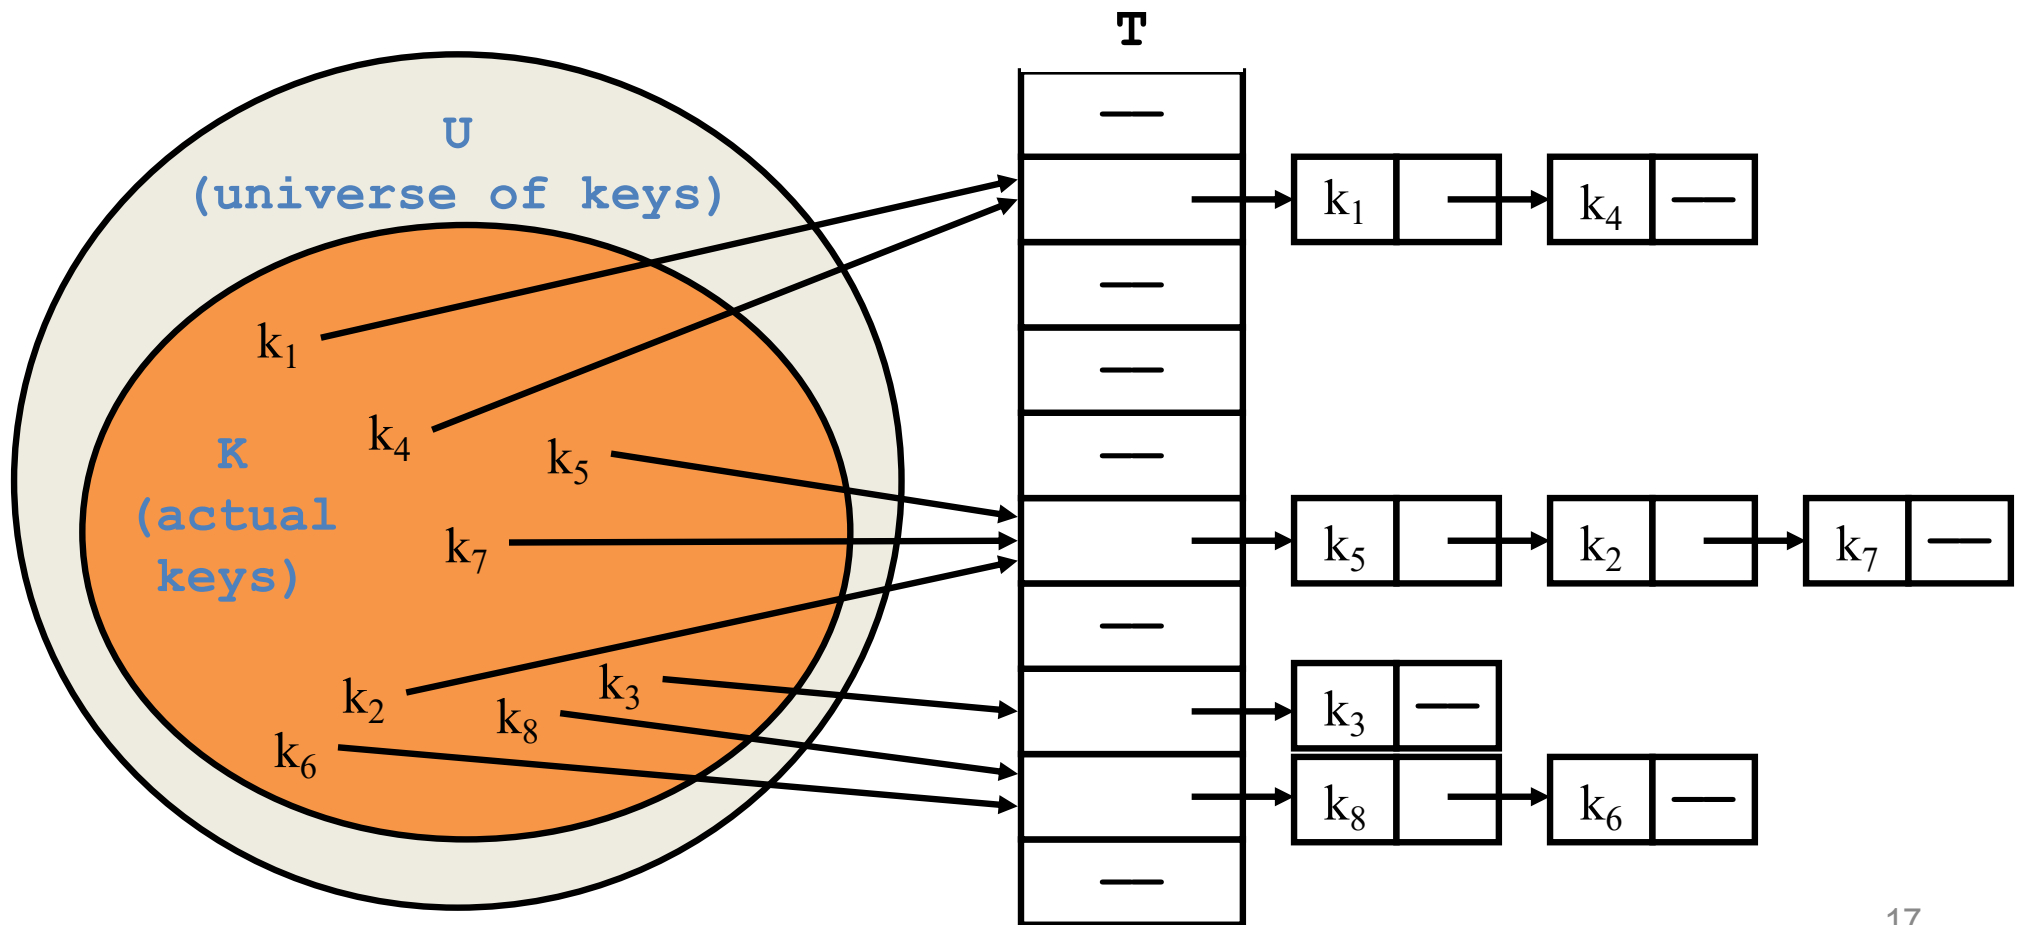 T
U
(universe of keys)
K
(actual
keys)
k₁
k₄
k₅
k₇
k₂
k₃
k₈
k₆
k₁ k₄
k₅ k₂ k₇
k₃
k₈ k₆
17